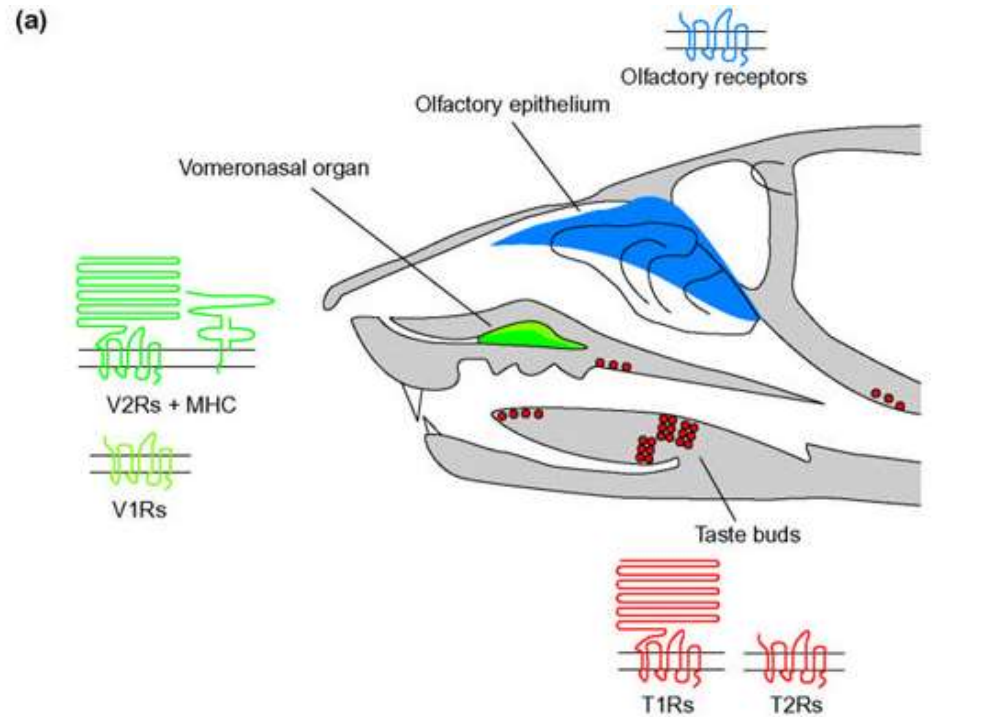 (a)
Olfactory receptors
Olfactory epithelium
Vomeronasal organ
V2Rs + MHC
V1Rs
Taste buds
T1Rs
T2Rs